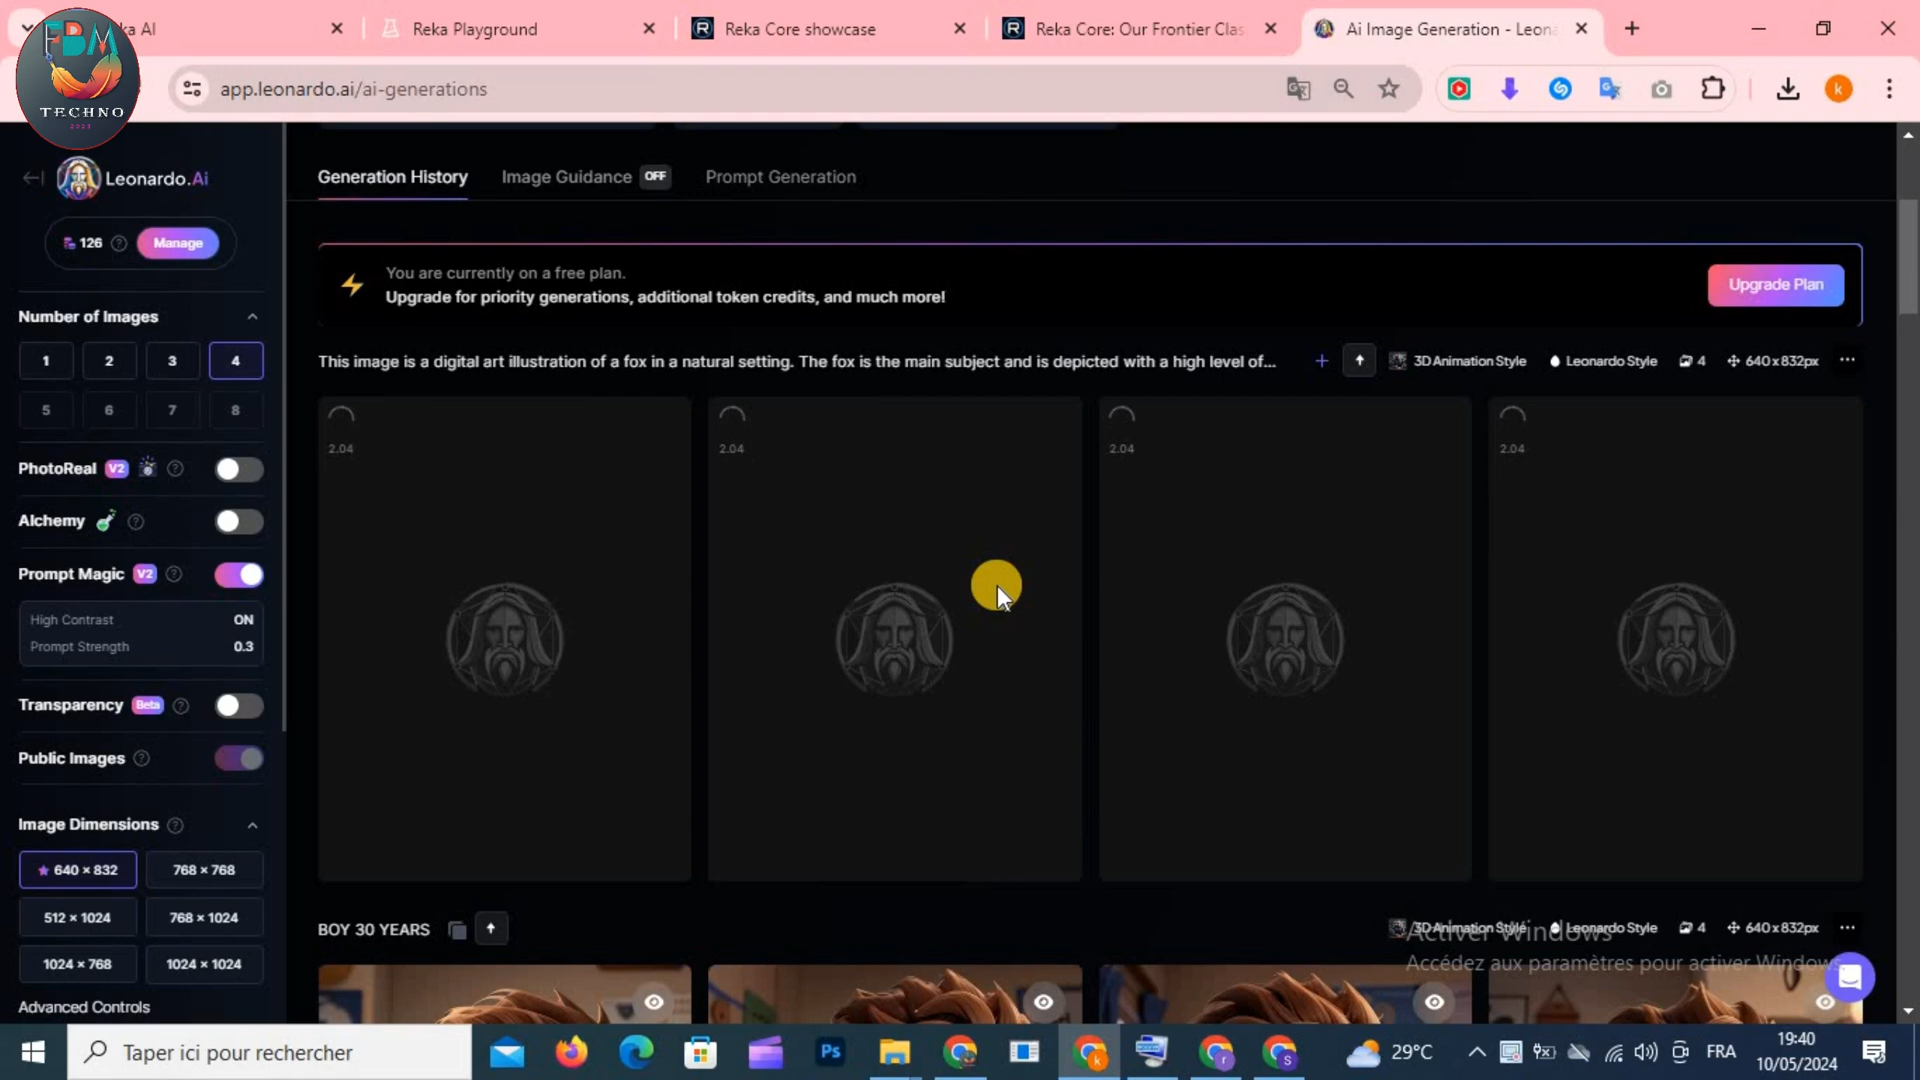 ka AI
Reka Playground
Reka Core showcase
Reka Core: Our Frontier Clas
Ai Image Generation - Leona
FBM
TECHNO
2023
app.leonardo.ai/ai-generations
k
Leonardo.Ai
126
Manage
Number of Images
1 2 3 4
5 6 7 8
PhotoReal V2
Alchemy
Prompt Magic V2
High Contrast ON
Prompt Strength 0.3
Transparency Beta
Public Images
Image Dimensions
640 × 832 768 × 768
512 × 1024 768 × 1024
1024 × 768 1024 × 1024
Advanced Controls
Generation History Image Guidance OFF Prompt Generation
You are currently on a free plan.
Upgrade for priority generations, additional token credits, and much more!
Upgrade Plan
This image is a digital art illustration of a fox in a natural setting. The fox is the main subject and is depicted with a high level of...
3D Animation Style Leonardo Style 4 640x832px
2.04 2.04 2.04 2.04
BOY 30 YEARS
3D Animation Style Leonardo Style 4 640x832px
Activer Windows
Accédez aux paramètres pour activer Windows.
Taper ici pour rechercher
Ps
k
r
S
29°C
FRA
19:40
10/05/2024